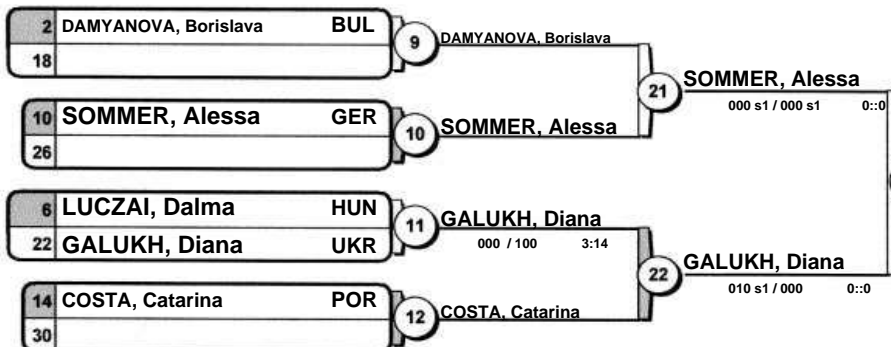 2 DAMYANOVA, Borislava BUL
18
9 DAMYANOVA, Borislava
10 SOMMER, Alessa GER
26
10 SOMMER, Alessa
21 SOMMER, Alessa
000 s1 / 000 s1 0::0
6 LUCZAI, Dalma HUN
22 GALUKH, Diana UKR
11 GALUKH, Diana
000 / 100 3:14
14 COSTA, Catarina POR
30
12 COSTA, Catarina
22 GALUKH, Diana
010 s1 / 000 0::0